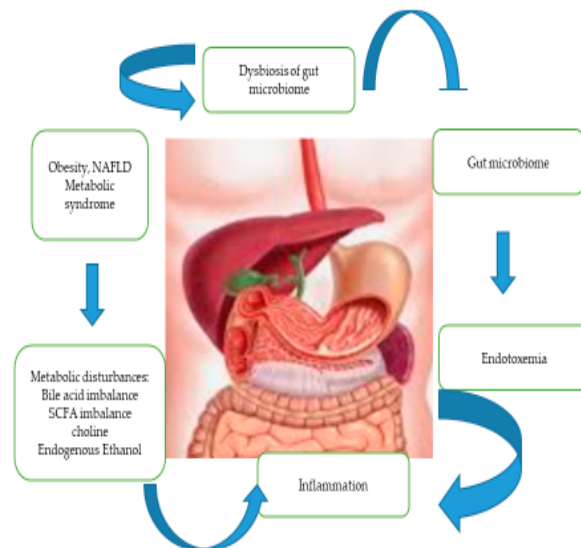 Dysbiosis of gut
microbiome
Obesity, NAFLD
Metabolic
syndrome
Gut microbiome
Metabolic disturbances:
Bile acid imbalance
SCFA imbalance
choline
Endogenous Ethanol
Endotoxemia
Inflammation